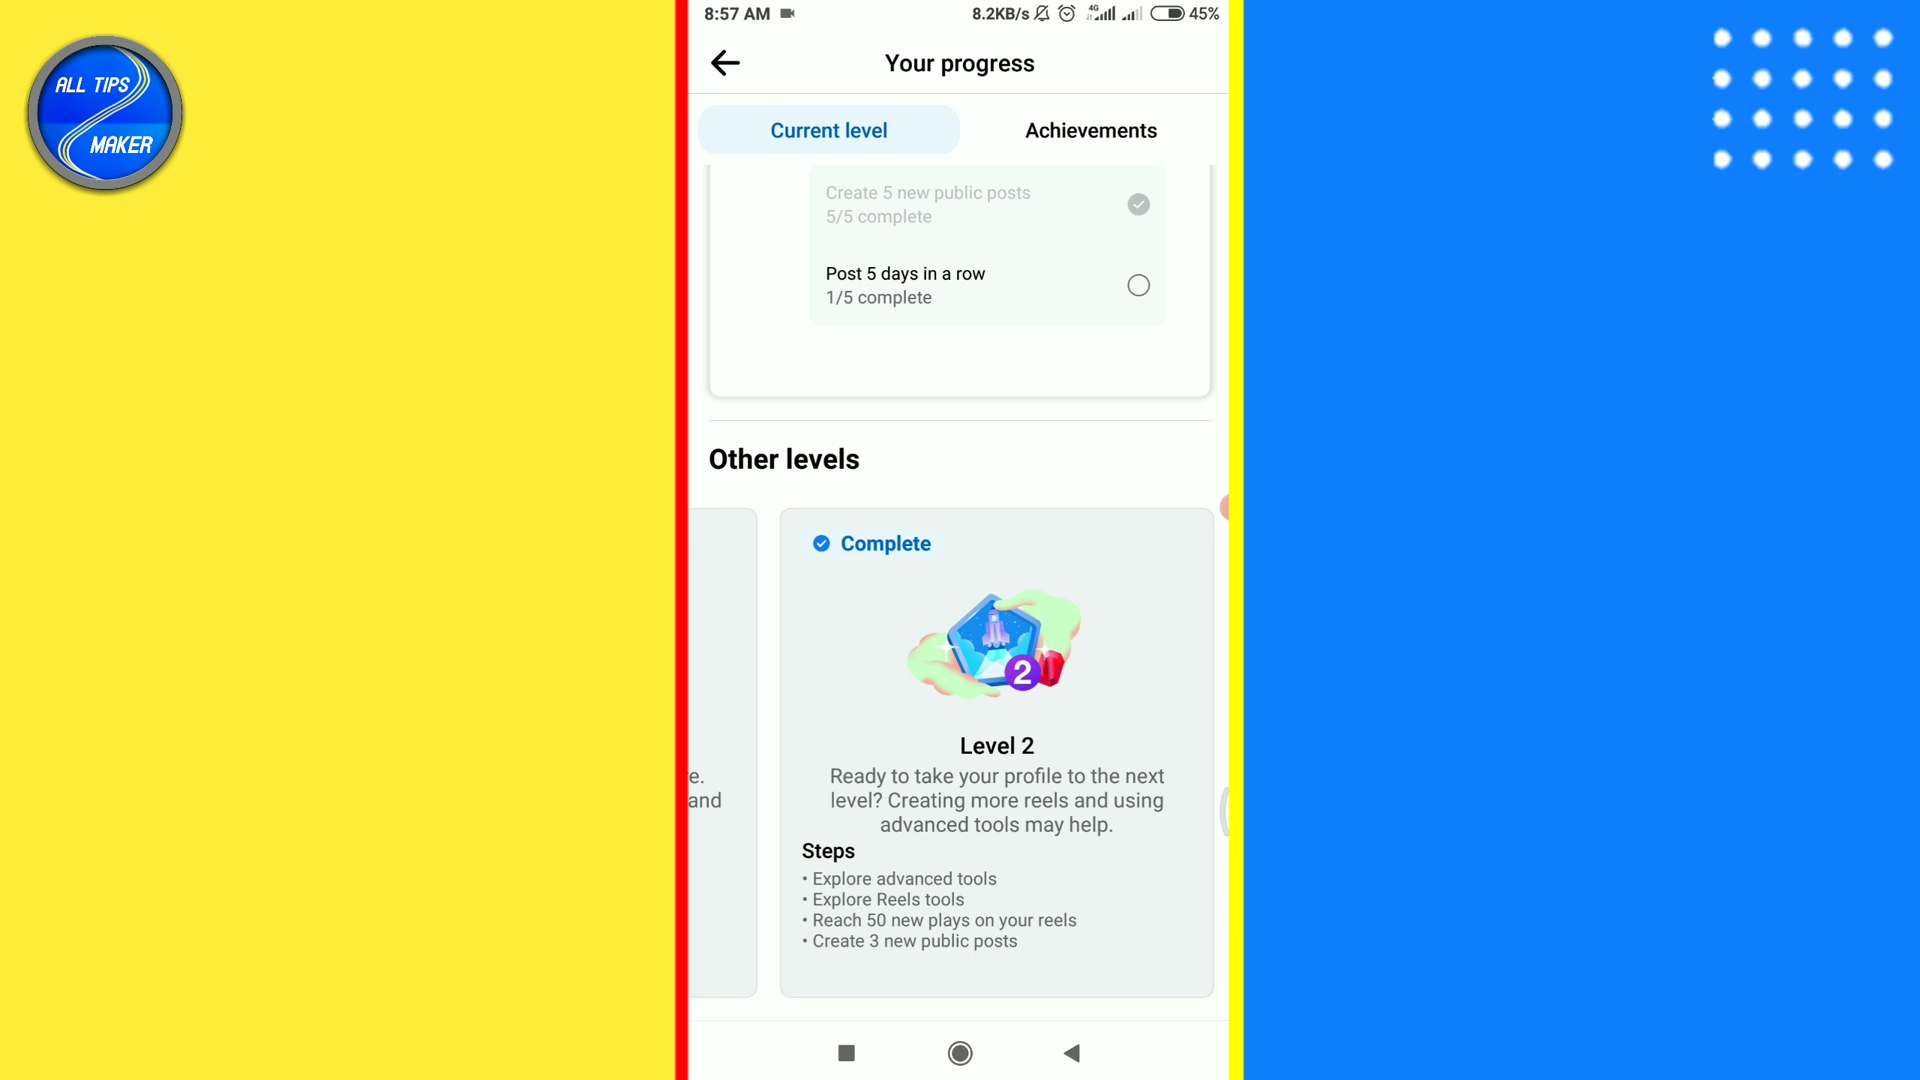 ALL TIPS
MAKER
8:57 AM
8.2KB/s
4G
45%
Your progress
Current level
Achievements
Create 5 new public posts
5/5 complete
Post 5 days in a row
1/5 complete
Other levels
e.
and
Complete
2
Level 2
Ready to take your profile to the next
level? Creating more reels and using
advanced tools may help.
Steps
• Explore advanced tools
• Explore Reels tools
• Reach 50 new plays on your reels
• Create 3 new public posts